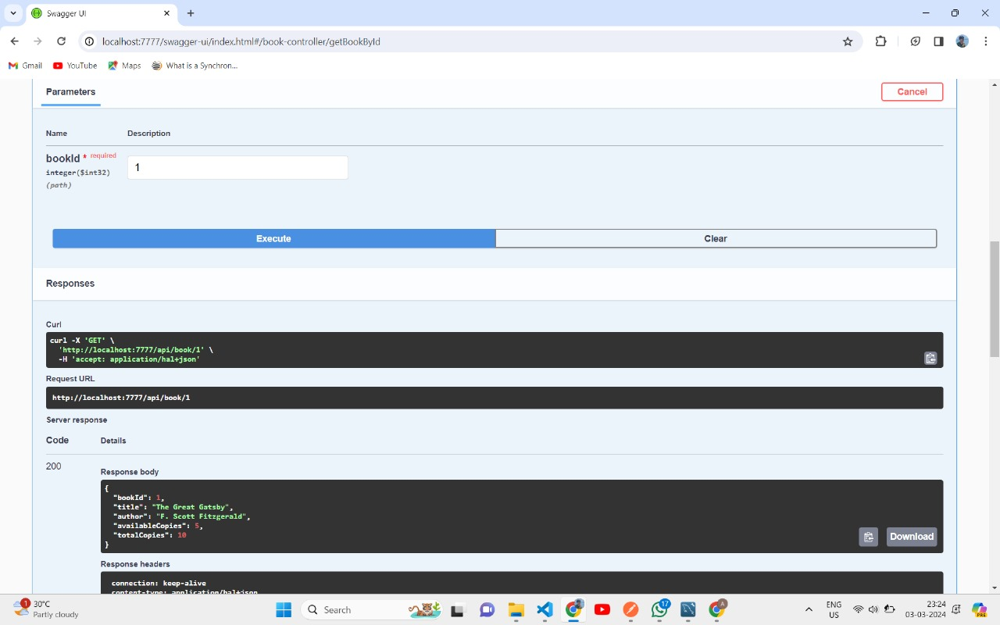 Swagger UI
localhost:7777/swagger-ui/index.html#/book-controller/getBookById
Gmail YouTube Maps What is a Synchron...
Parameters Cancel
Name Description
bookId * required
integer($int32)
(path)
1
Execute Clear
Responses
Curl
curl -X 'GET' \
'http://localhost:7777/api/book/1' \
-H 'accept: application/hal+json'
Request URL
http://localhost:7777/api/book/1
Server response
Code Details
200
Response body
{
"bookId": 1,
"title": "The Great Gatsby",
"author": "F. Scott Fitzgerald",
"availableCopies": 5,
"totalCopies": 10
}
Download
Response headers
connection: keep-alive
content-type: application/hal+json
1
30°C
Partly cloudy
Search
A
17
A
ENG
US
23:24
03-03-2024
PRE